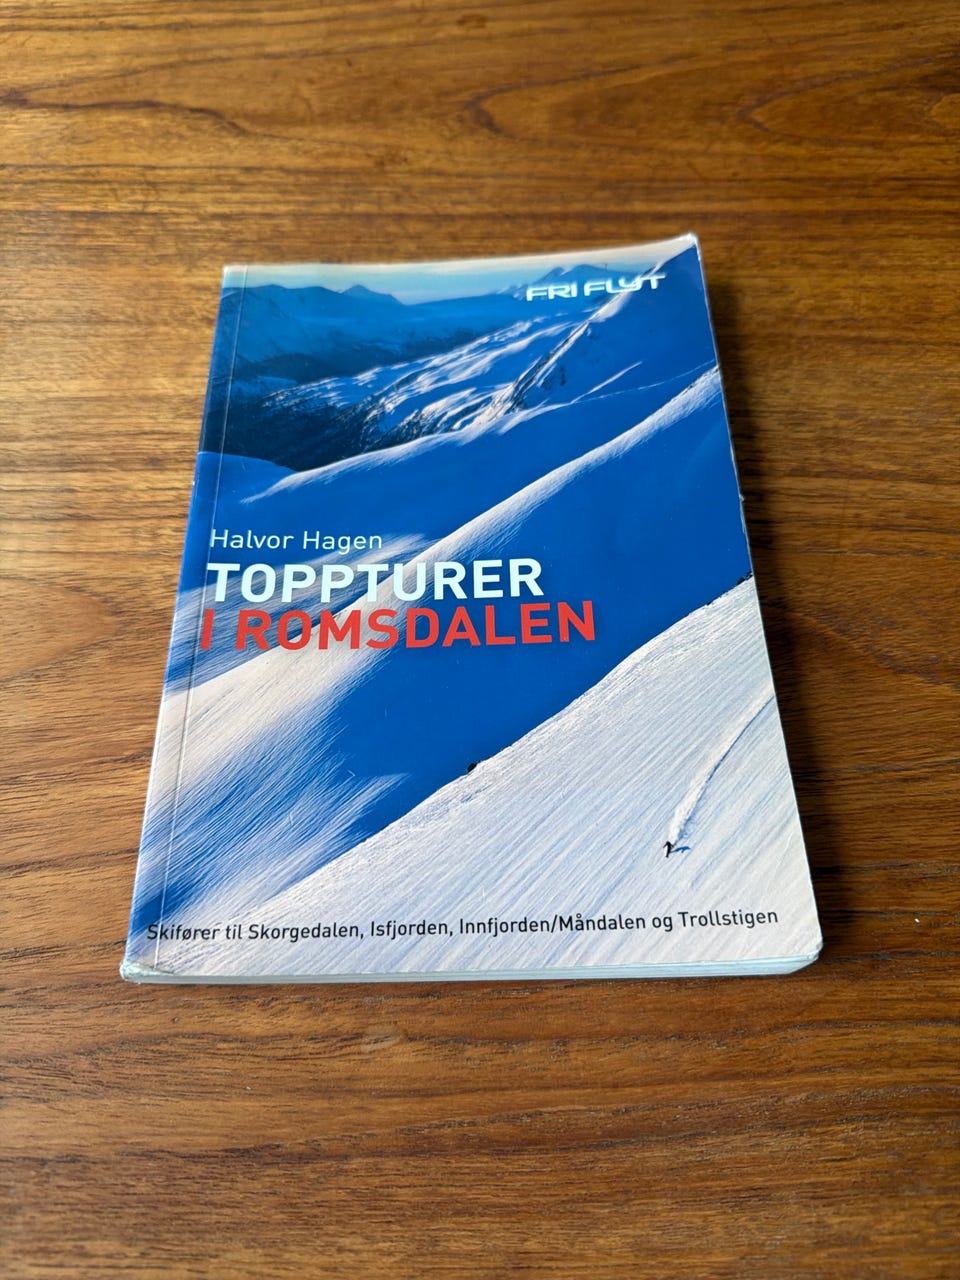 FRI FLYT
Halvor Hagen
TOPPTURER
I ROMSDALEN
Skifører til Skorgedalen, Isfjorden, Innfjorden/Måndalen og Trollstigen